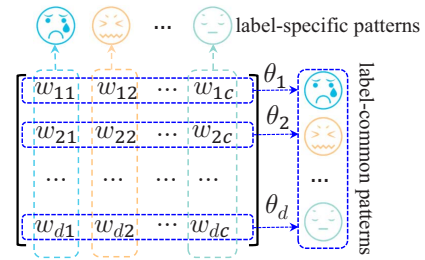 ... label-specific patterns
w11 w12 ... w1c θ1
w21 w22 ... w2c θ2
... ... ...
wd1 wd2 ... wdc θd
...
label-common patterns